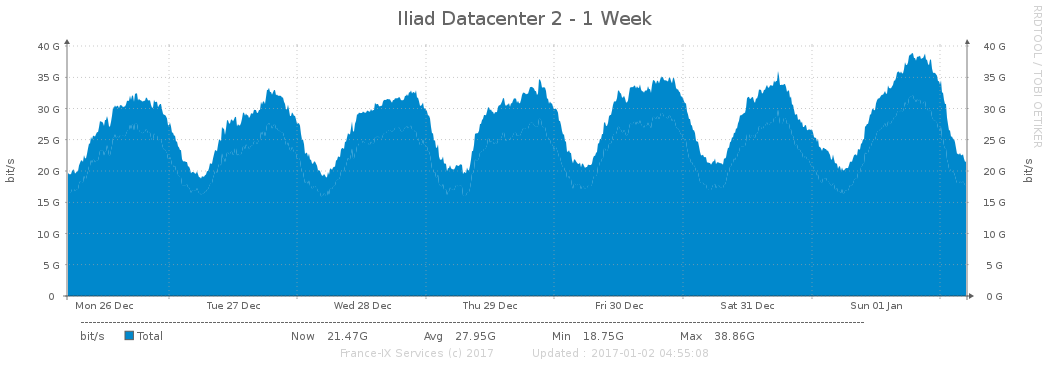 Iliad Datacenter 2 - 1 Week
RRDTOOL / TOBI OETIKER
40 G 40 G
35 G 35 G
30 G 30 G
25 G 25 G
20 G 20 G
15 G 15 G
10 G 10 G
5 G 5 G
0 0 G
bit/s bit/s
Mon 26 Dec Tue 27 Dec Wed 28 Dec Thu 29 Dec Fri 30 Dec Sat 31 Dec Sun 01 Jan
bit/s Total Now 21.47G Avg 27.95G Min 18.75G Max 38.86G
France-IX Services (c) 2017 Updated : 2017-01-02 04:55:08